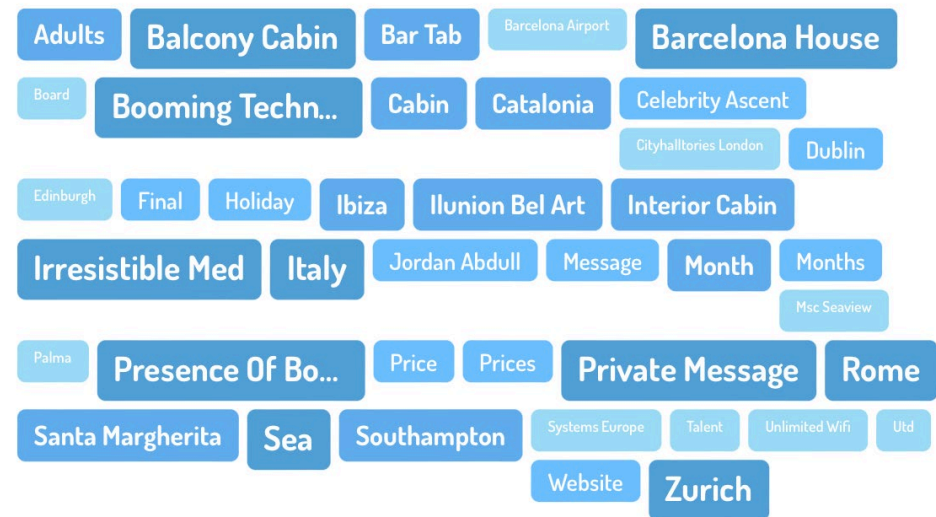 Adults Balcony Cabin Bar Tab Barcelona Airport Barcelona House
Board Booming Techn... Cabin Catalonia Celebrity Ascent
Cityhalltories London Dublin
Edinburgh Final Holiday Ibiza Ilunion Bel Art Interior Cabin
Irresistible Med Italy Jordan Abdull Message Month Months
Msc Seaview
Palma Presence Of Bo... Price Prices Private Message Rome
Santa Margherita Sea Southampton Systems Europe Talent Unlimited Wifi Utd
Website Zurich